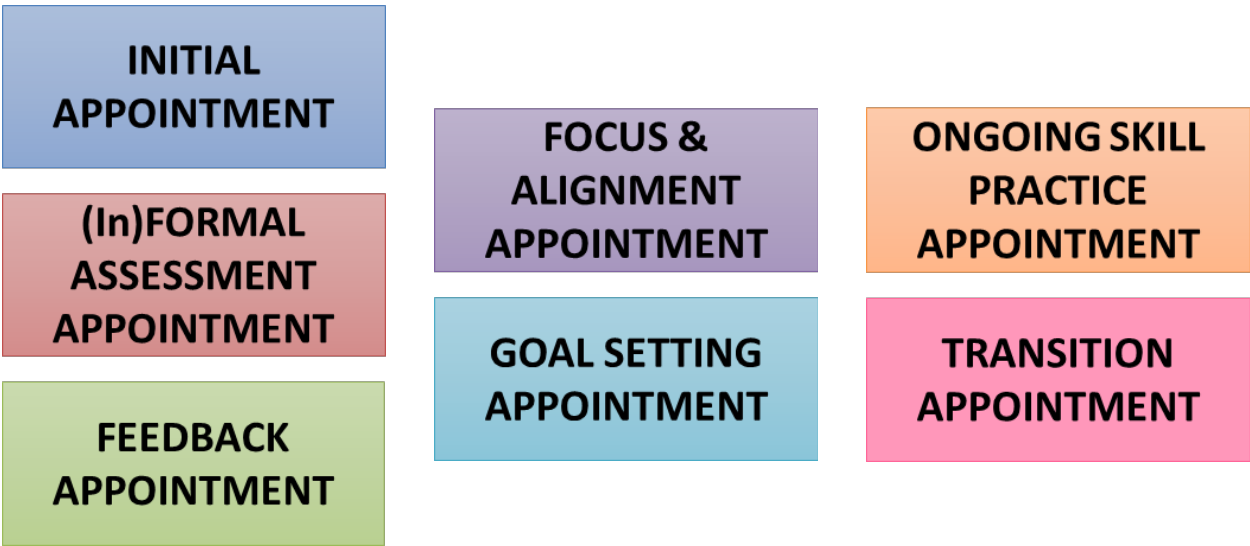 INITIAL
APPOINTMENT
(In)FORMAL
ASSESSMENT
APPOINTMENT
FEEDBACK
APPOINTMENT
FOCUS &
ALIGNMENT
APPOINTMENT
GOAL SETTING
APPOINTMENT
ONGOING SKILL
PRACTICE
APPOINTMENT
TRANSITION
APPOINTMENT